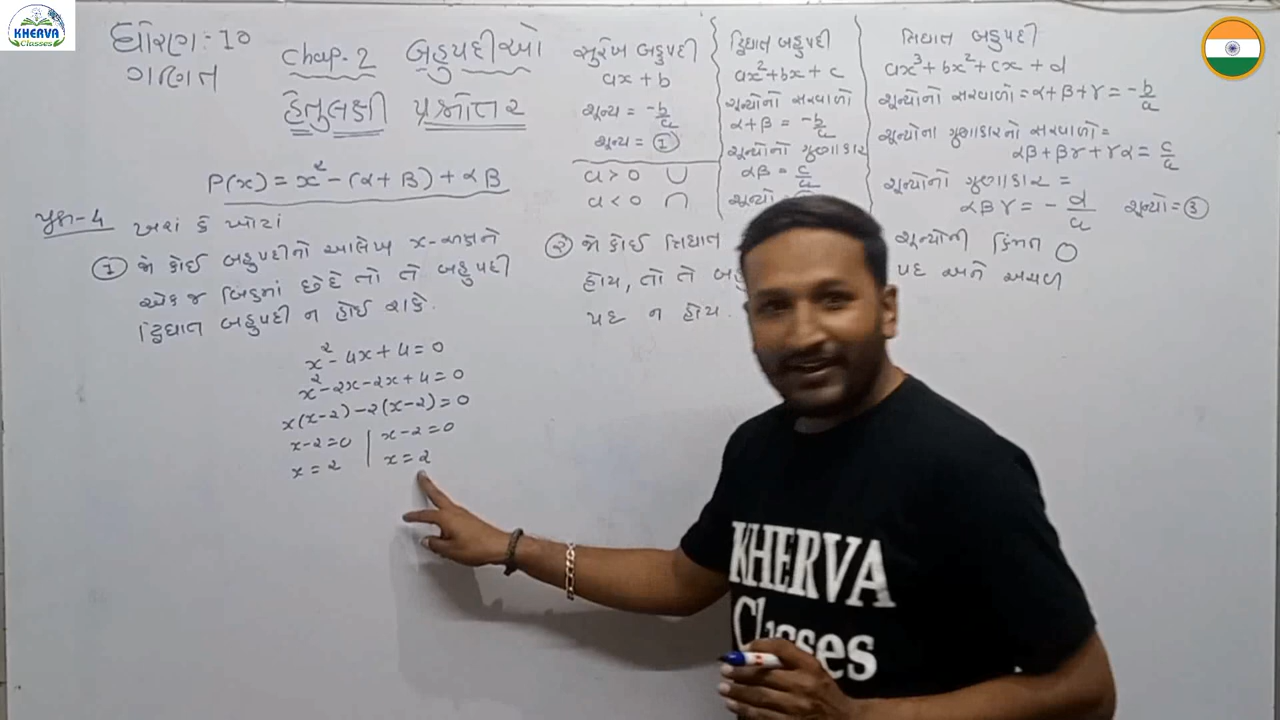 KHERVA
Classes
ધોરણ : 10
ગણિત
Chap. 2 બહુપદીઓ
હેતુલક્ષી પ્રશ્નોત્તર
P(x) = x² - (α + β) + αβ
સુરેખ બહુપદી
ax + b
શૂન્ય = -b/a
શૂન્ય = ①
a > 0 ∪
a < 0 ∩
દ્વિઘાત બહુપદી
ax² + bx + c
શૂન્યોનો સરવાળો
α + β = -b/a
શૂન્યોનો ગુણાકાર
αβ = c/a
શૂન્યો
ત્રિઘાત બહુપદી
ax³ + bx² + cx + d
શૂન્યોનો સરવાળો = α + β + γ = -b/a
શૂન્યોના ગુણાકારનો સરવાળો =
αβ + βγ + γα = c/a
શૂન્યોનો ગુણાકાર =
αβγ = - d/a શૂન્યો = ③
પ્રશ્ન-4 ખરાં કે ખોટાં
① જો કોઈ બહુપદીનો આલેખ x-અક્ષને
એક જ બિંદુમાં છેદે તો તે બહુપદી
દ્વિઘાત બહુપદી ન હોઈ શકે.
x² - 4x + 4 = 0
x² - 2x - 2x + 4 = 0
x(x-2) - 2(x-2) = 0
x-2=0 | x-2=0
x = 2 | x = 2
② જો કોઈ ત્રિઘાત શૂન્યોની કિંમત 0
હોય, તો તે પદ અને અચળ
પદ ન હોય.
KHERVA
Classes